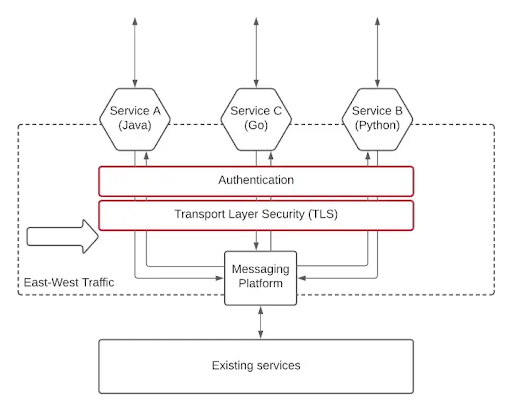 Service A
(Java)
Service C
(Go)
Service B
(Python)
Authentication
Transport Layer Security (TLS)
Messaging
Platform
East-West Traffic
Existing services